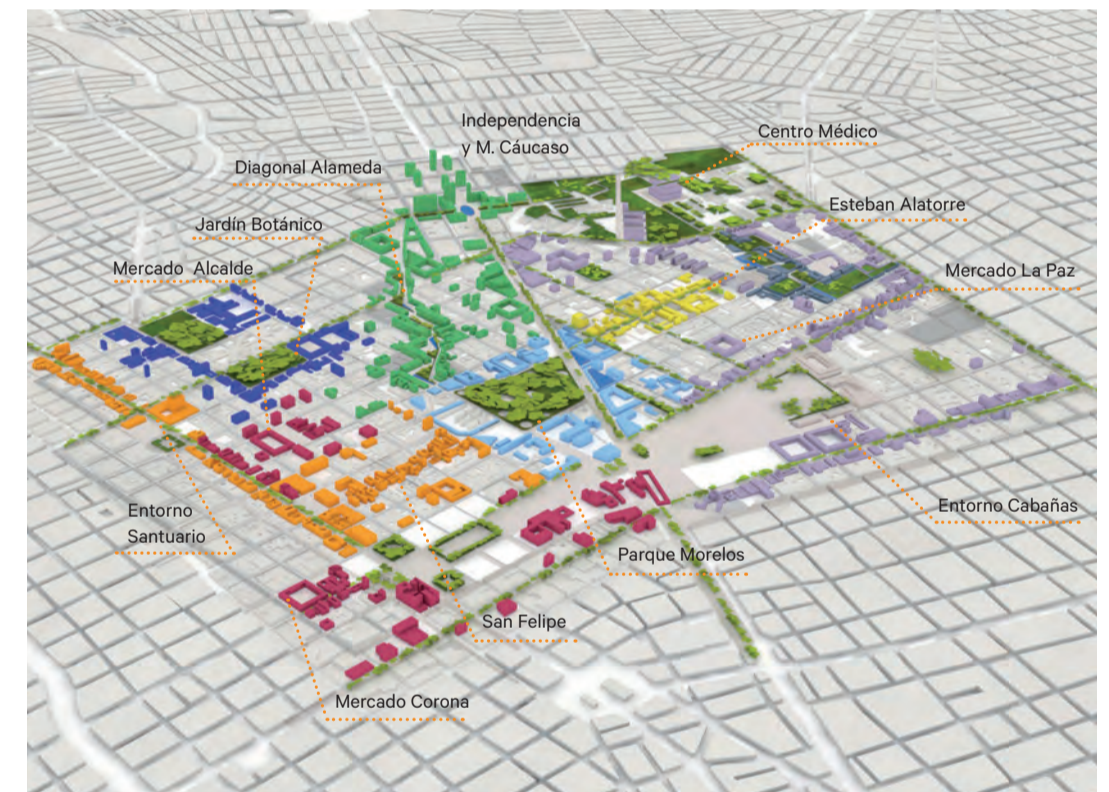 Independencia
y M. Cáucaso
Centro Médico
Diagonal Alameda
Esteban Alatorre
Jardín Botánico
Mercado Alcalde
Mercado La Paz
Entorno
Santuario
Entorno Cabañas
Parque Morelos
San Felipe
Mercado Corona